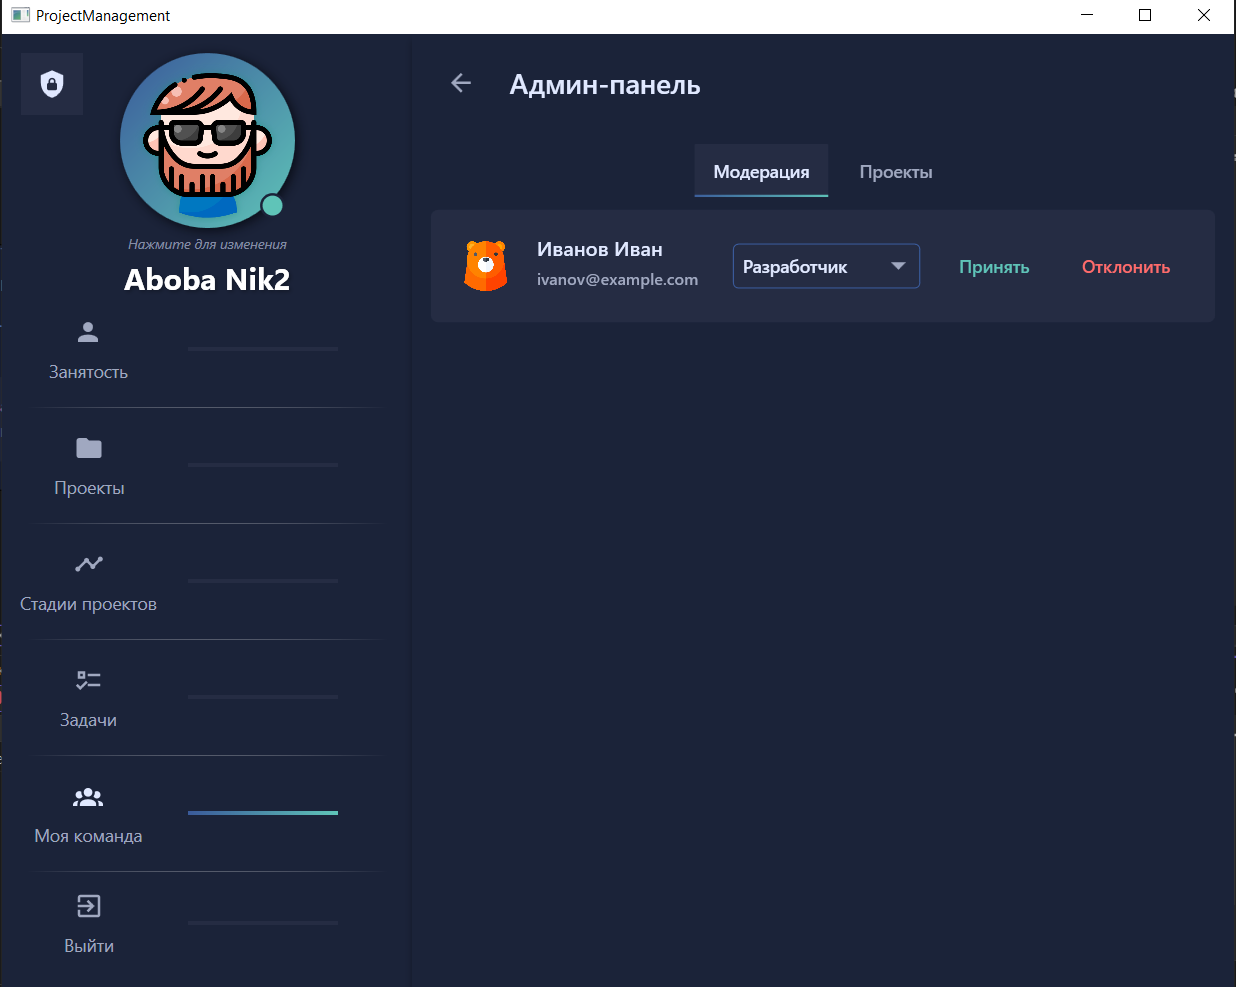 ProjectManagement
Нажмите для изменения
Aboba Nik2
Занятость
Проекты
Стадии проектов
Задачи
Моя команда
Выйти
Админ-панель
Модерация Проекты
Иванов Иван
ivanov@example.com
Разработчик Принять Отклонить